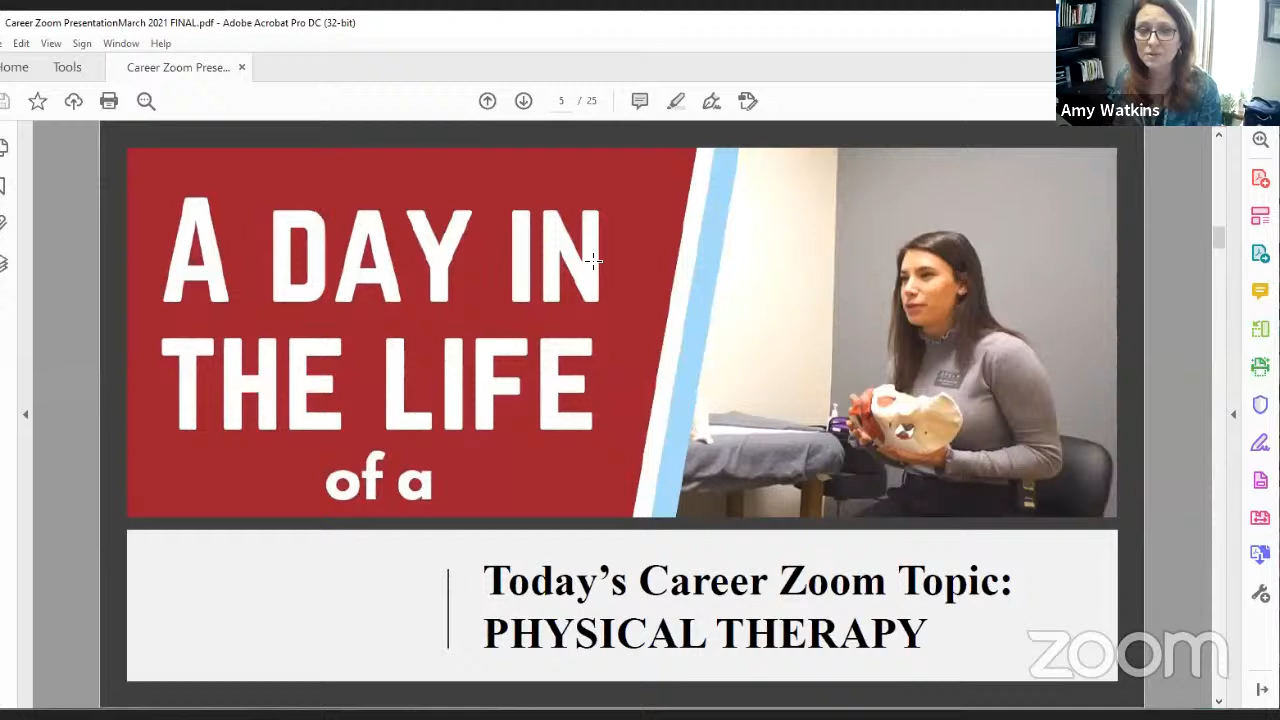 Career Zoom PresentationMarch 2021 FINAL.pdf - Adobe Acrobat Pro DC (32-bit)
Edit View Sign Window Help
Home Tools Career Zoom Prese... ×
5 / 25
Amy Watkins
A DAY IN
THE LIFE
of a
Today's Career Zoom Topic:
PHYSICAL THERAPY
zoom